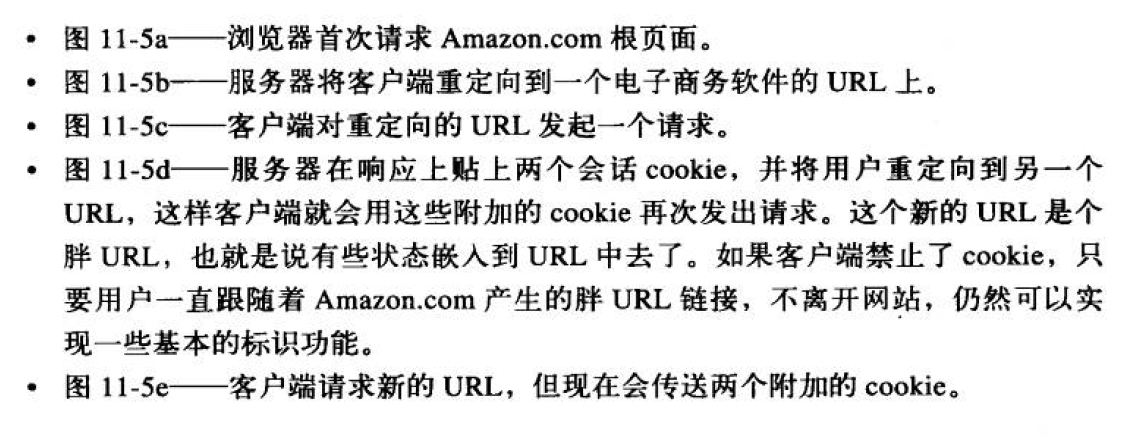 • 图 11-5a——浏览器首次请求 Amazon.com 根页面。
• 图 11-5b——服务器将客户端重定向到一个电子商务软件的 URL 上。
• 图 11-5c——客户端对重定向的 URL 发起一个请求。
• 图 11-5d——服务器在响应上贴上两个会话 cookie，并将用户重定向到另一个
URL，这样客户端就会用这些附加的 cookie 再次发出请求。这个新的 URL 是个
胖 URL，也就是说有些状态嵌入到 URL 中去了。如果客户端禁止了 cookie，只
要用户一直跟随着 Amazon.com 产生的胖 URL 链接，不离开网站，仍然可以实
现一些基本的标识功能。
• 图 11-5e——客户端请求新的 URL，但现在会传送两个附加的 cookie。